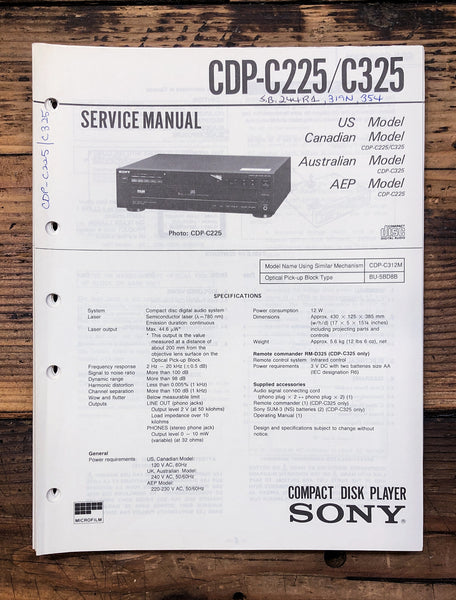 CDP-C225/C325
S.B. 244R1, 319N, 354
SERVICE MANUAL
CDP-C225/C325
US Model
Canadian Model
CDP-C225/C325
Australian Model
CDP-C325
AEP Model
CDP-C225
SONY
Photo: CDP-C225
COMPACT
disc
DIGITAL AUDIO
Model Name Using Similar Mechanism CDP-C312M
Optical Pick-up Block Type BU-5BD8B
SPECIFICATIONS
System Compact disc digital audio system
Laser Semiconductor laser (λ=780 nm)
Emission duration: continuous
Laser output Max. 44.6 μW*
* This output is the value measured at a distance of about 200 mm from the objective lens surface on the Optical Pick-up Block.
Frequency response 2 Hz – 20 kHz (±0.5 dB)
Signal to noise ratio More than 100 dB
Dynamic range More than 98 dB
Harmonic distortion Less than 0.005% (1 kHz)
Channel separation More than 100 dB (1 kHz)
Wow and flutter Below measurable limit
Outputs LINE OUT (phono jack)
Output level 2 V (at 50 kilohms)
Load impedance over 10 kilohms
PHONES (stereo phone jack)
Output level 0 – 10 mW
(variable) (at 32 ohms)
General
Power requirements US, Canadian Model:
120 V AC, 60Hz
UK, Australian Model:
240 V AC, 50/60Hz
AEP Model:
220-230 V AC, 50/60Hz
Power consumption 12 W
Dimensions Approx. 430 × 125 × 385 mm
(w/h/d) (17 × 5 × 15¼ inches)
including projecting parts and controls
Weight Approx. 5.6 kg (12 lbs 6 oz), net
Remote commander RM-D325 (CDP-C325 only)
Remote control system Infrared control
Power requirements 3 V DC with two batteries size AA
(IEC designation R6)
Supplied accessories
Audio signal connecting cord
(phono plug × 2 ↔ phono plug × 2) (1)
Remote commander (1) (CDP-C325 only)
Sony SUM-3 (NS) batteries (2) (CDP-C325 only)
Operating Manual (1)
Design and specifications subject to change without notice.
MICROFILM
COMPACT DISK PLAYER
SONY®